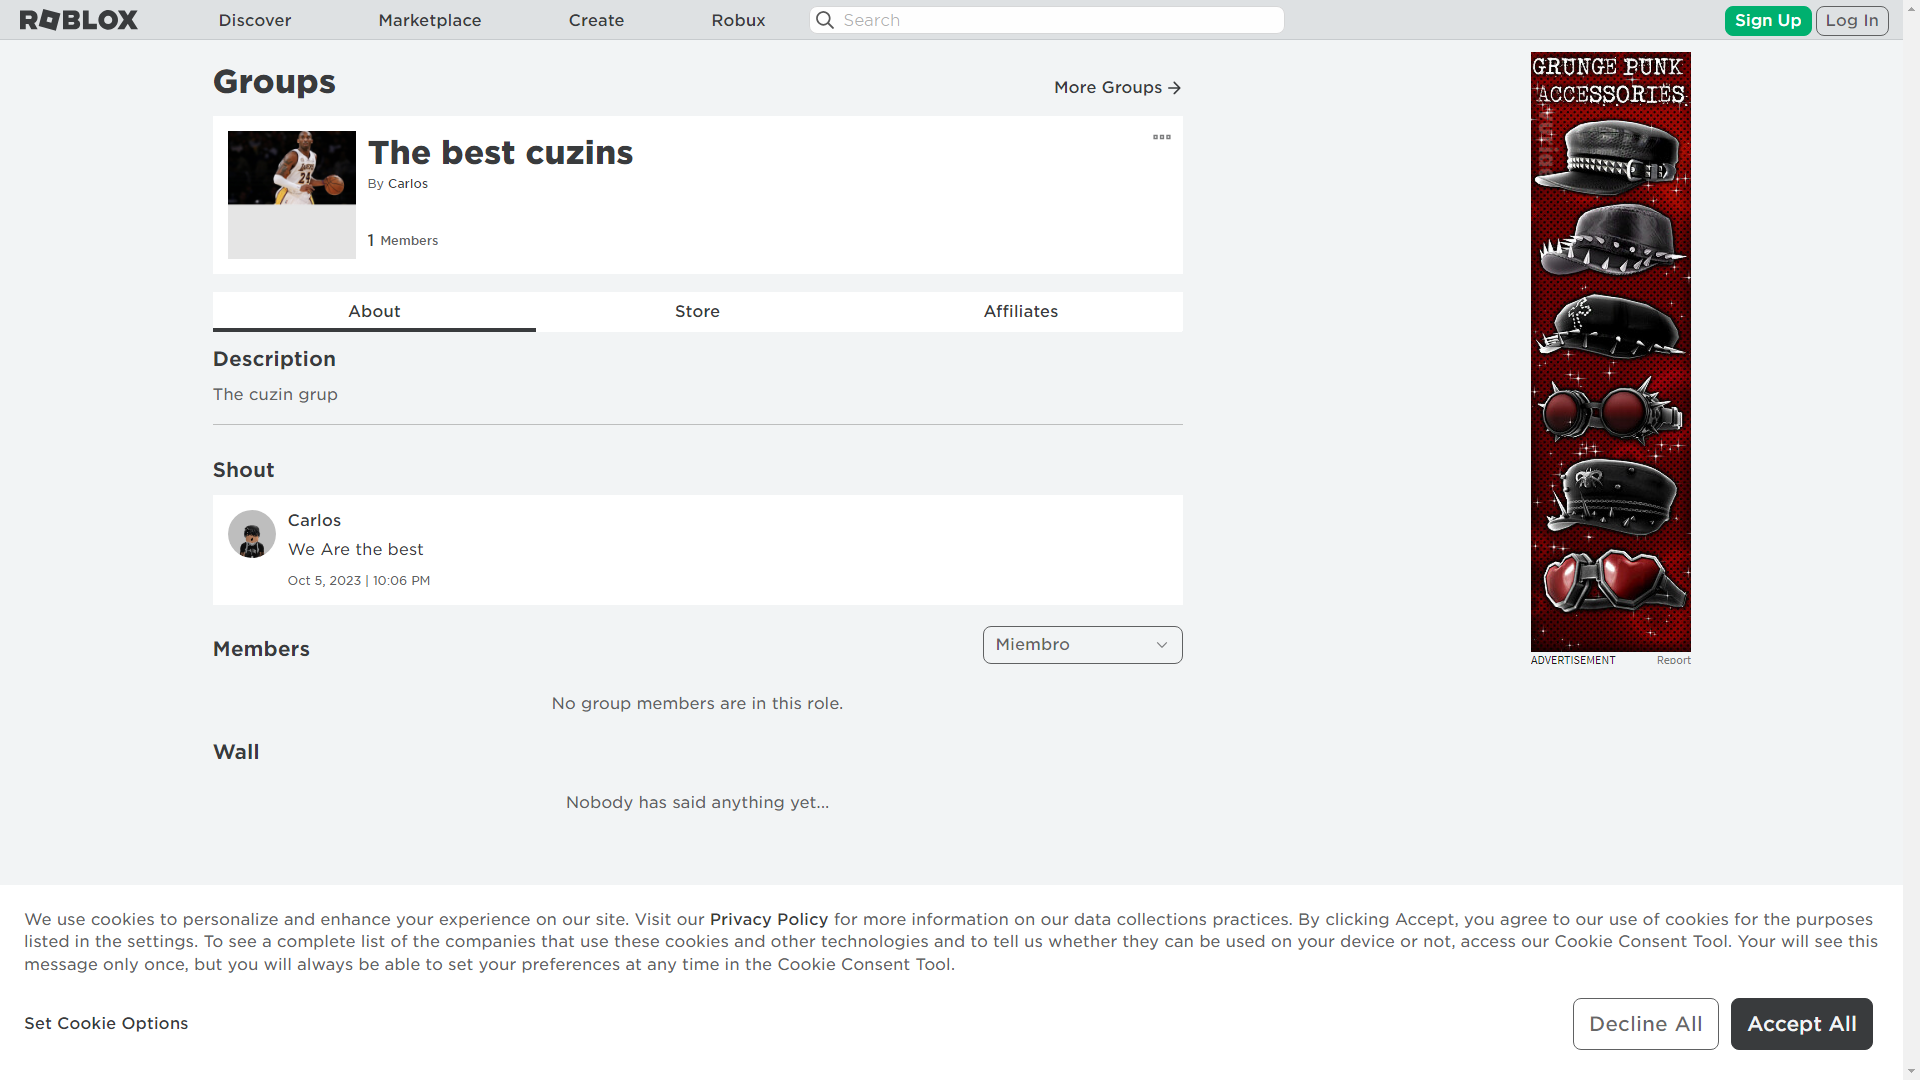 ROBLOX
Discover
Marketplace
Create
Robux
Search
Sign Up
Log In
Groups
More Groups
The best cuzins
By Carlos
1 Members
About
Store
Affiliates
Description
The cuzin grup
Shout
Carlos
We Are the best
Oct 5, 2023 | 10:06 PM
Members
Miembro
No group members are in this role.
Wall
Nobody has said anything yet...
GRUNGE PUNK
ACCESSORIES
ADVERTISEMENT
Report
We use cookies to personalize and enhance your experience on our site. Visit our Privacy Policy for more information on our data collections practices. By clicking Accept, you agree to our use of cookies for the purposes
listed in the settings. To see a complete list of the companies that use these cookies and other technologies and to tell us whether they can be used on your device or not, access our Cookie Consent Tool. Your will see this
message only once, but you will always be able to set your preferences at any time in the Cookie Consent Tool.
Set Cookie Options
Decline All
Accept All